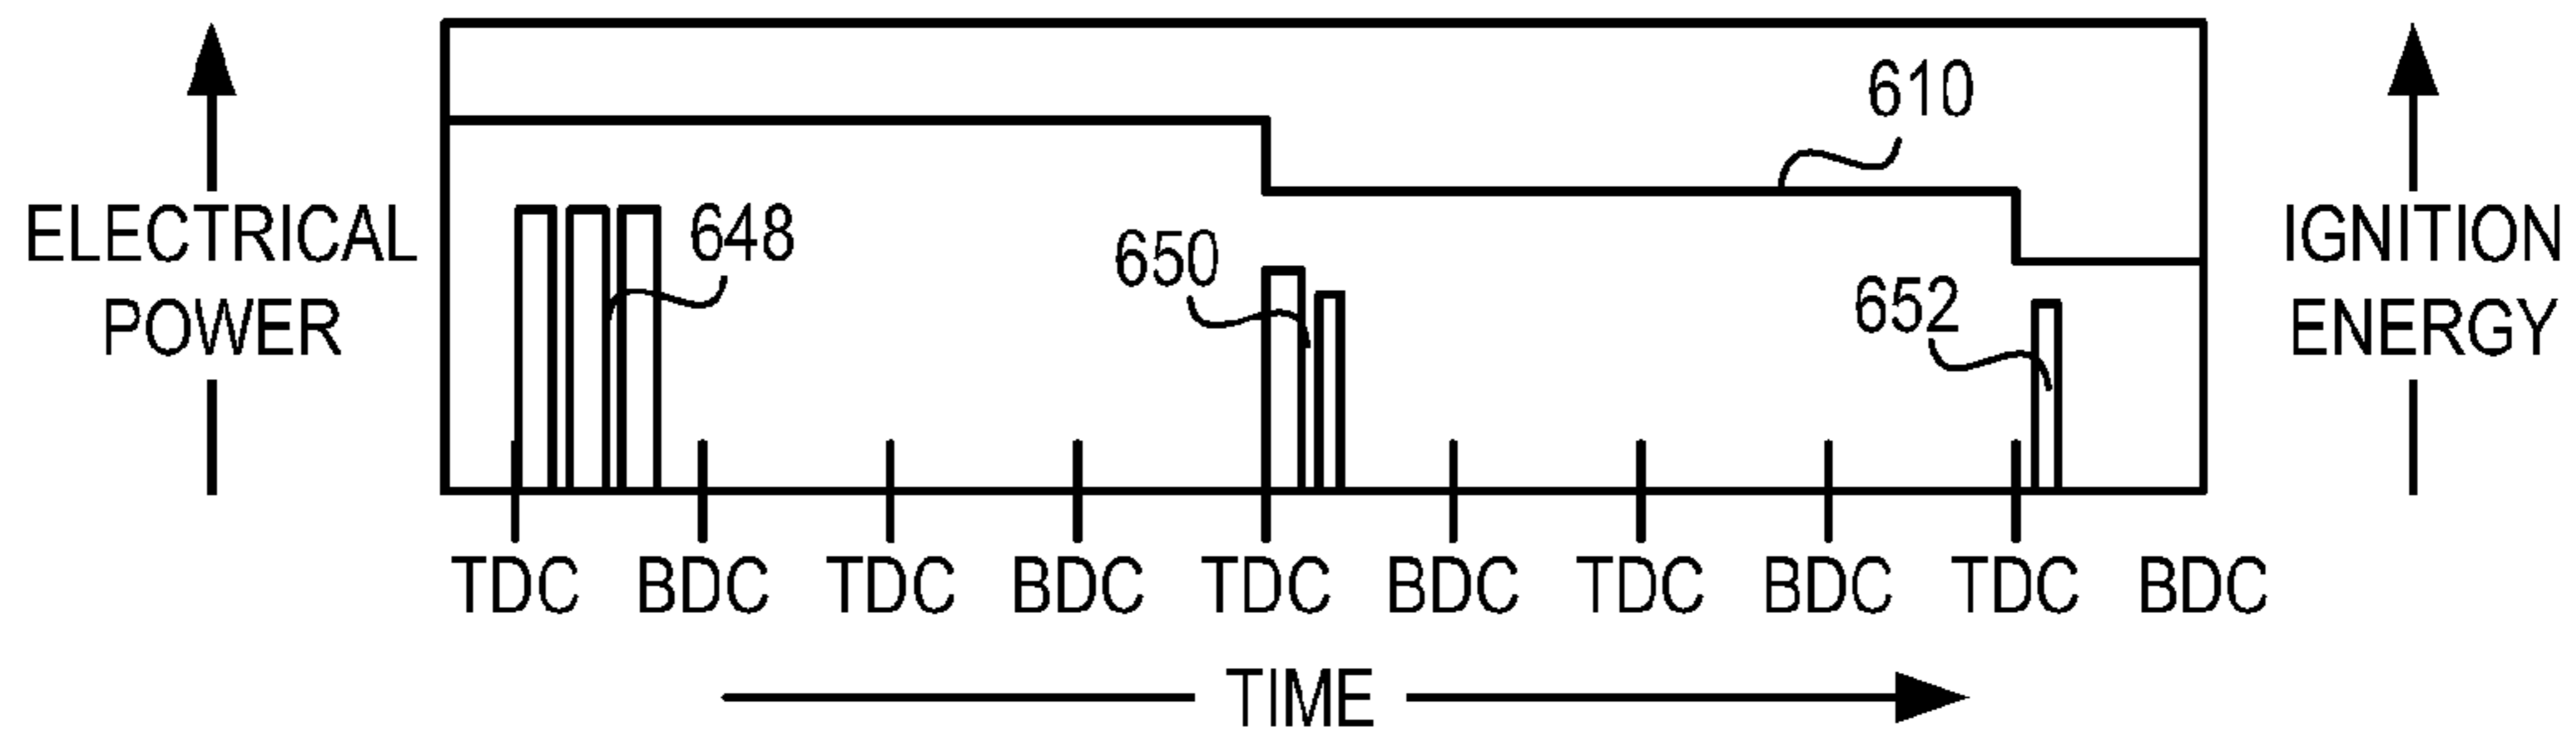 610
ELECTRICAL
POWER
648
650
652
IGNITION
ENERGY
TDC BDC TDC BDC TDC BDC TDC BDC TDC BDC
TIME